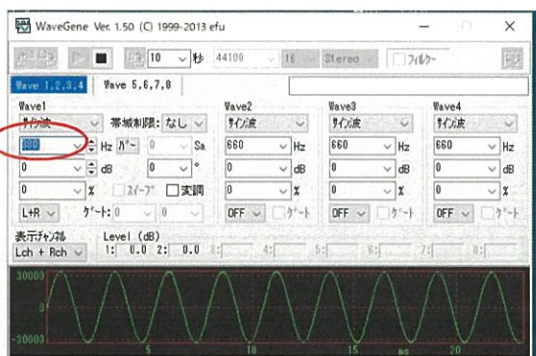 WaveGene Ver. 1.50 (C) 1999-2013 efu
10 秒 44100 16 Stereo フィルター
Wave 1,2,3,4 Wave 5,6,7,8
Wave1 Wave2 Wave3 Wave4
サイン波 帯域制限: なし サイン波 サイン波 サイン波
Hz ﾊﾞｰ 0 Sa 660 Hz 660 Hz 660 Hz
0 dB 0 ° 0 dB 0 dB 0 dB
0 % スイープ 変調 0 % 0 % 0 %
L+R ゲート: 0 0 OFF ゲート OFF ゲート OFF ゲート
表示チャンネル Level (dB)
Lch + Rch 1: 0.0 2: 0.0 3: 4: 5: 6: 7: 8:
30000
0
-30000
5 10 15 ms 20